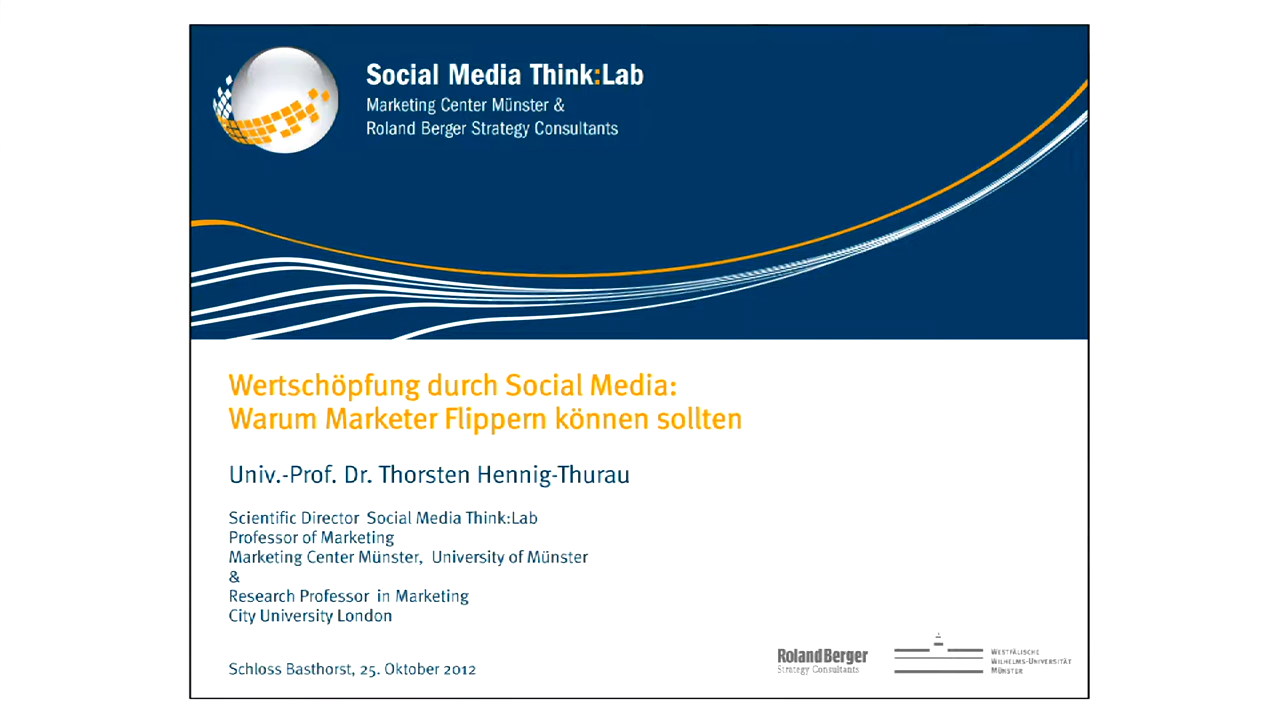 Social Media Think:Lab
Marketing Center Münster &
Roland Berger Strategy Consultants
Wertschöpfung durch Social Media:
Warum Marketer Flippern können sollten
Univ.-Prof. Dr. Thorsten Hennig-Thurau
Scientific Director Social Media Think:Lab
Professor of Marketing
Marketing Center Münster, University of Münster
&
Research Professor in Marketing
City University London
Schloss Basthorst, 25. Oktober 2012
Roland Berger
Strategy Consultants
Westfälische
Wilhelms-Universität
Münster